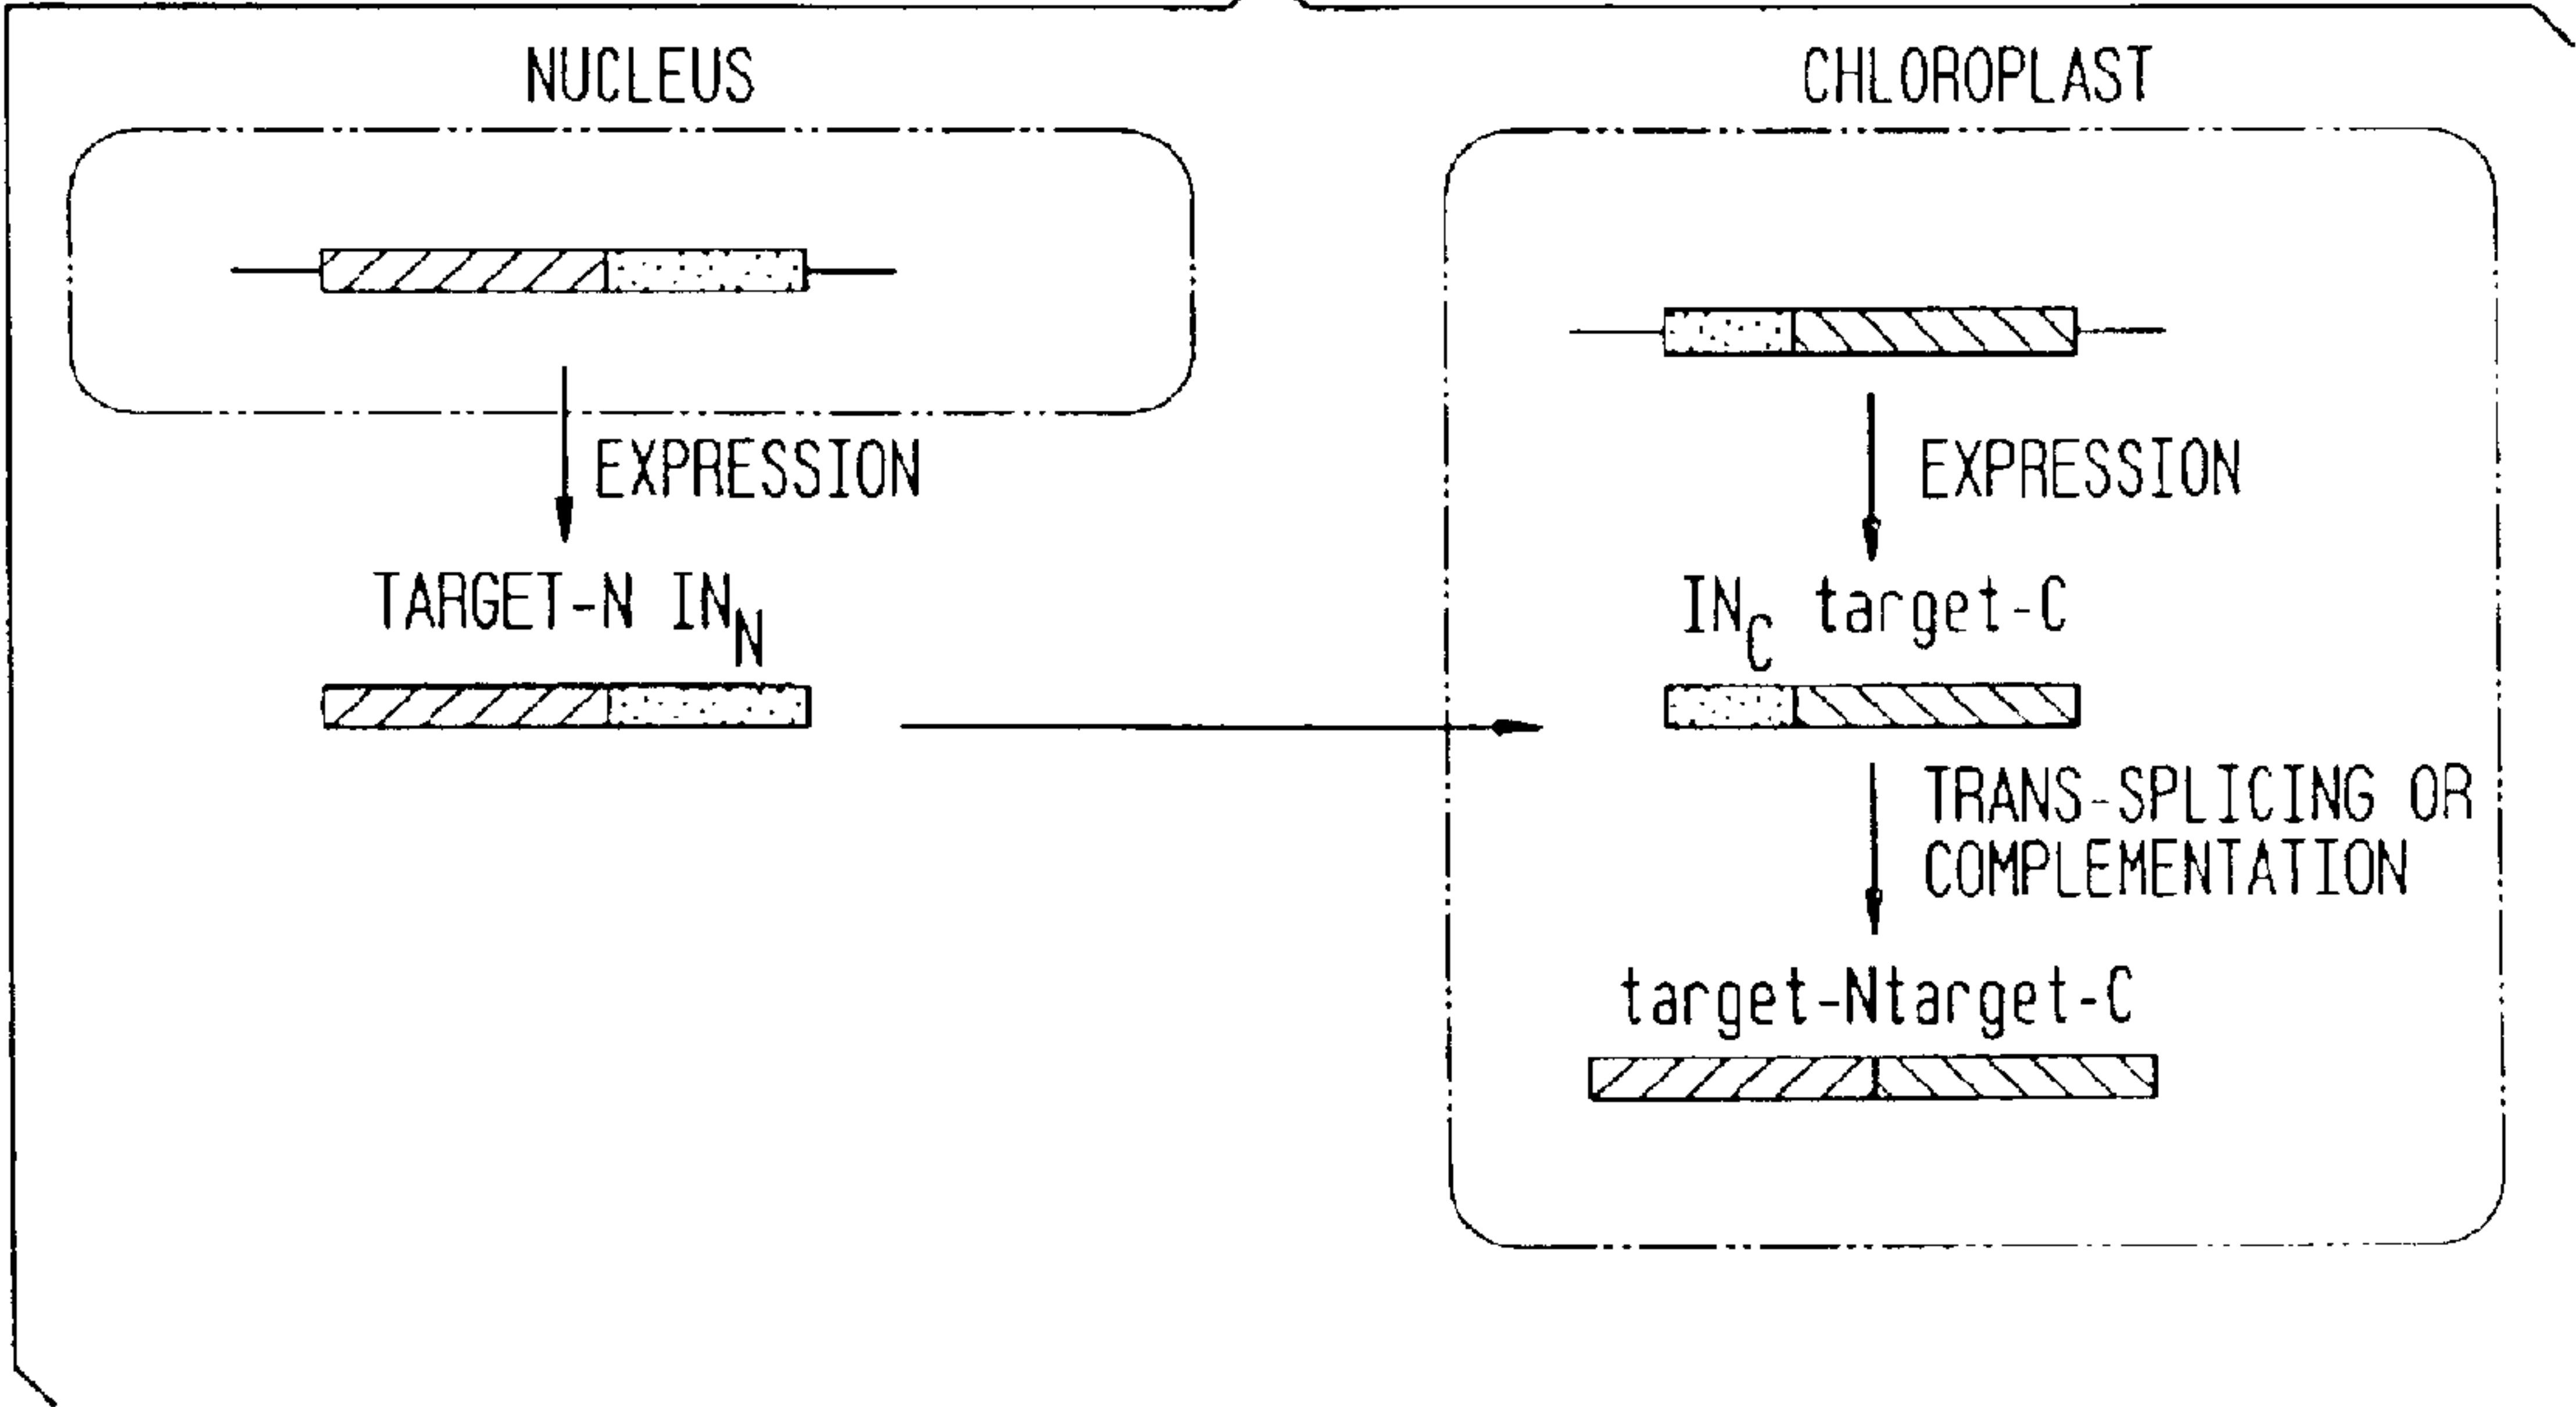 NUCLEUS
CHLOROPLAST
EXPRESSION
EXPRESSION
TARGET-N IN_N
IN_C target-C
TRANS-SPLICING OR
COMPLEMENTATION
target-Ntarget-C